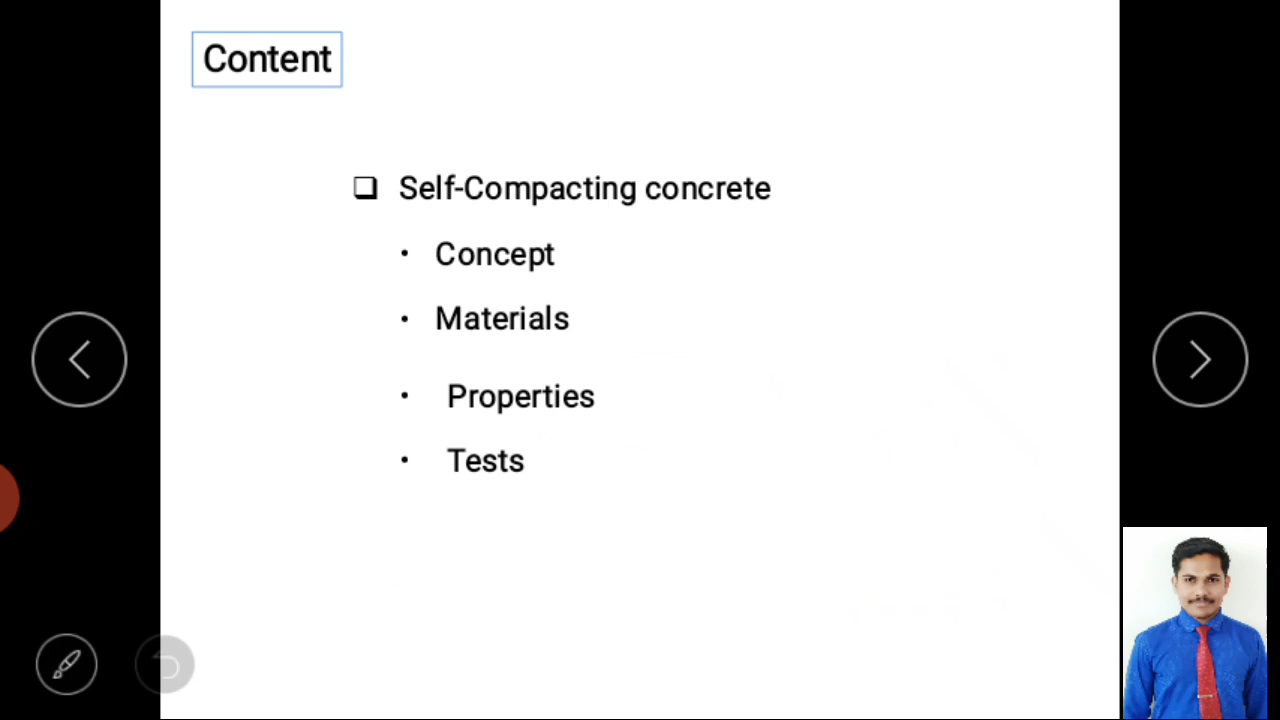 Content
❑ Self-Compacting concrete
• Concept
• Materials
• Properties
• Tests